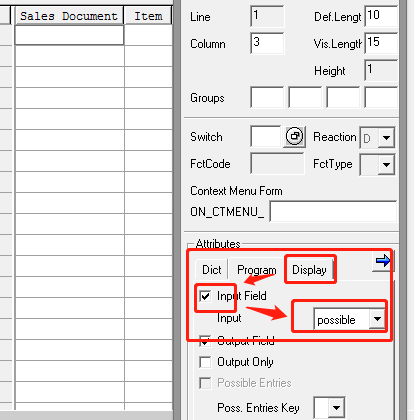 Sales Document Item
Line 1 Def.Lengt 10
Column 3 Vis.Length 15
Height 1
Groups
Switch Reaction D
FctCode FctType
Context Menu Form
ON_CTMENU_
Attributes
Dict Program Display
Input Field
Input possible
Output Field
Output Only
Possible Entries
Poss. Entries Key